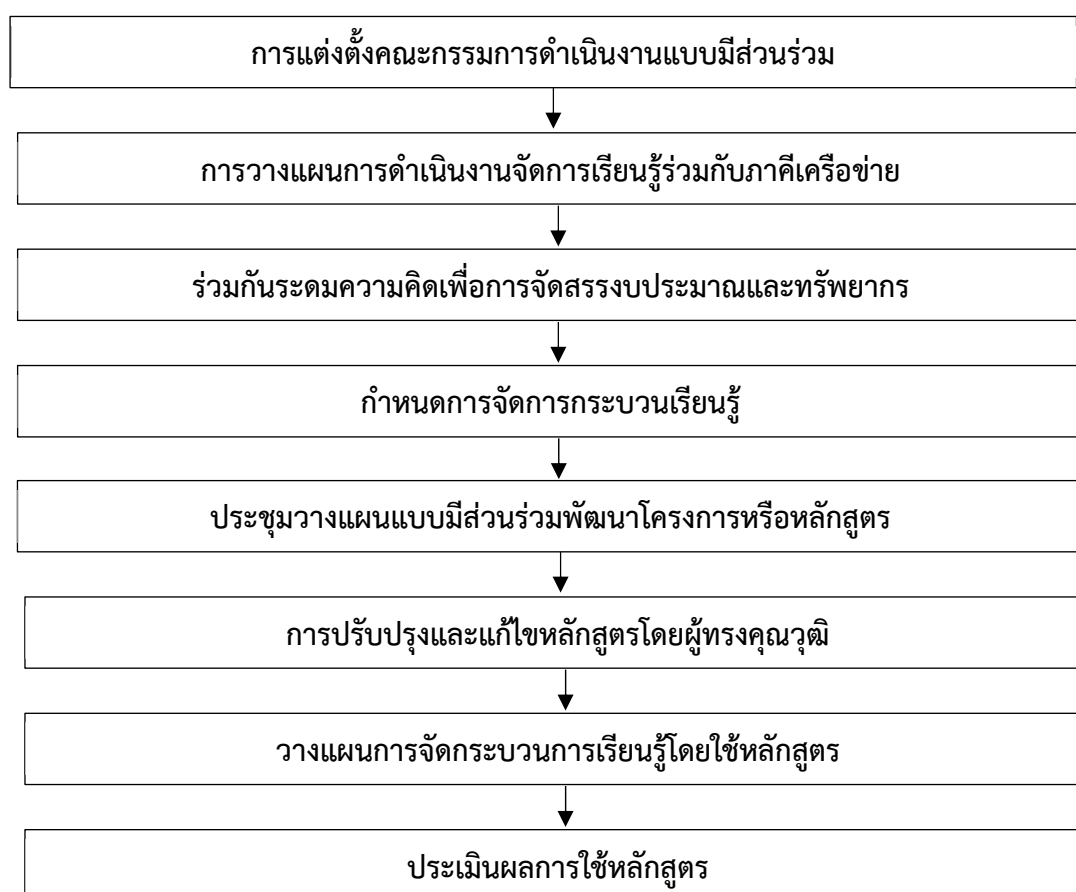 การแต่งตั้งคณะกรรมการดำเนินงานแบบมีส่วนร่วม
การวางแผนการดำเนินงานจัดการเรียนรู้ร่วมกับภาคีเครือข่าย
ร่วมกันระดมความคิดเพื่อการจัดสรรงบประมาณและทรัพยากร
กำหนดการจัดการกระบวนเรียนรู้
ประชุมวางแผนแบบมีส่วนร่วมพัฒนาโครงการหรือหลักสูตร
การปรับปรุงและแก้ไขหลักสูตรโดยผู้ทรงคุณวุฒิ
วางแผนการจัดกระบวนการเรียนรู้โดยใช้หลักสูตร
ประเมินผลการใช้หลักสูตร